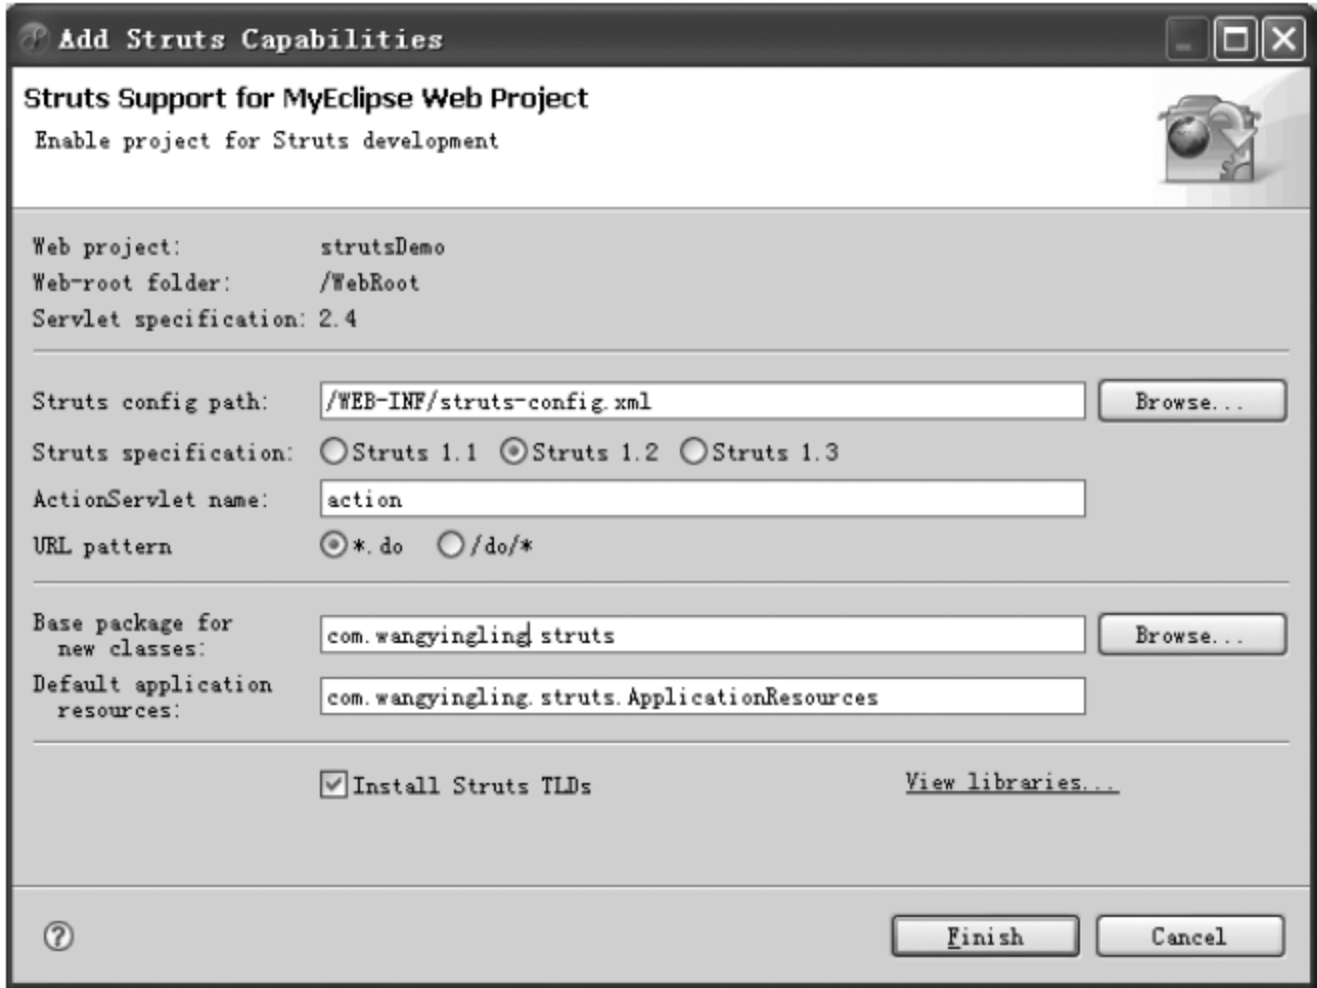 Add Struts Capabilities
Struts Support for MyEclipse Web Project
Enable project for Struts development
Web project: strutsDemo
Web-root folder: /WebRoot
Servlet specification: 2.4
Struts config path: /WEB-INF/struts-config.xml Browse...
Struts specification: Struts 1.1 Struts 1.2 Struts 1.3
ActionServlet name: action
URL pattern *.do /do/*
Base package for
new classes: com.wangyingling.struts Browse...
Default application
resources: com.wangyingling.struts.ApplicationResources
Install Struts TLDs View libraries...
? Finish Cancel